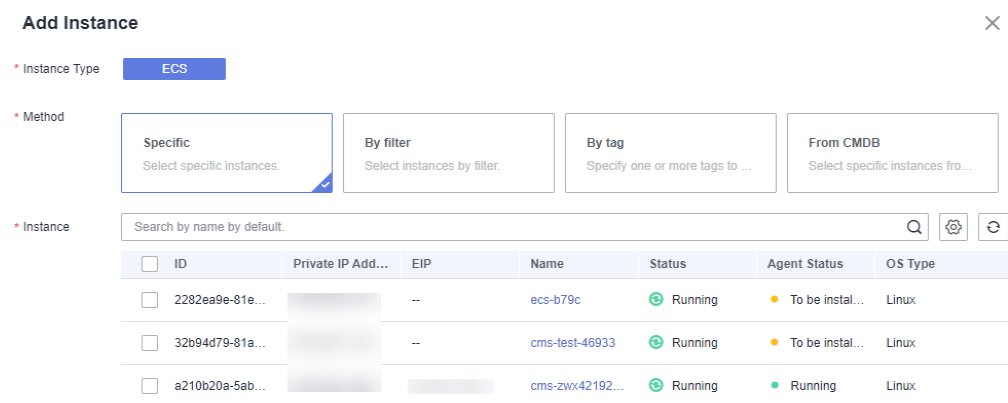 Add Instance
* Instance Type ECS
* Method
Specific By filter By tag From CMDB
Select specific instances. Select instances by filter. Specify one or more tags to ... Select specific instances fro...
* Instance Search by name by default.
ID Private IP Add... EIP Name Status Agent Status OS Type
2282ea9e-81e... -- ecs-b79c Running To be instal... Linux
32b94d79-81a... -- cms-test-46933 Running To be instal... Linux
a210b20a-5ab... cms-zwx42192... Running Running Linux